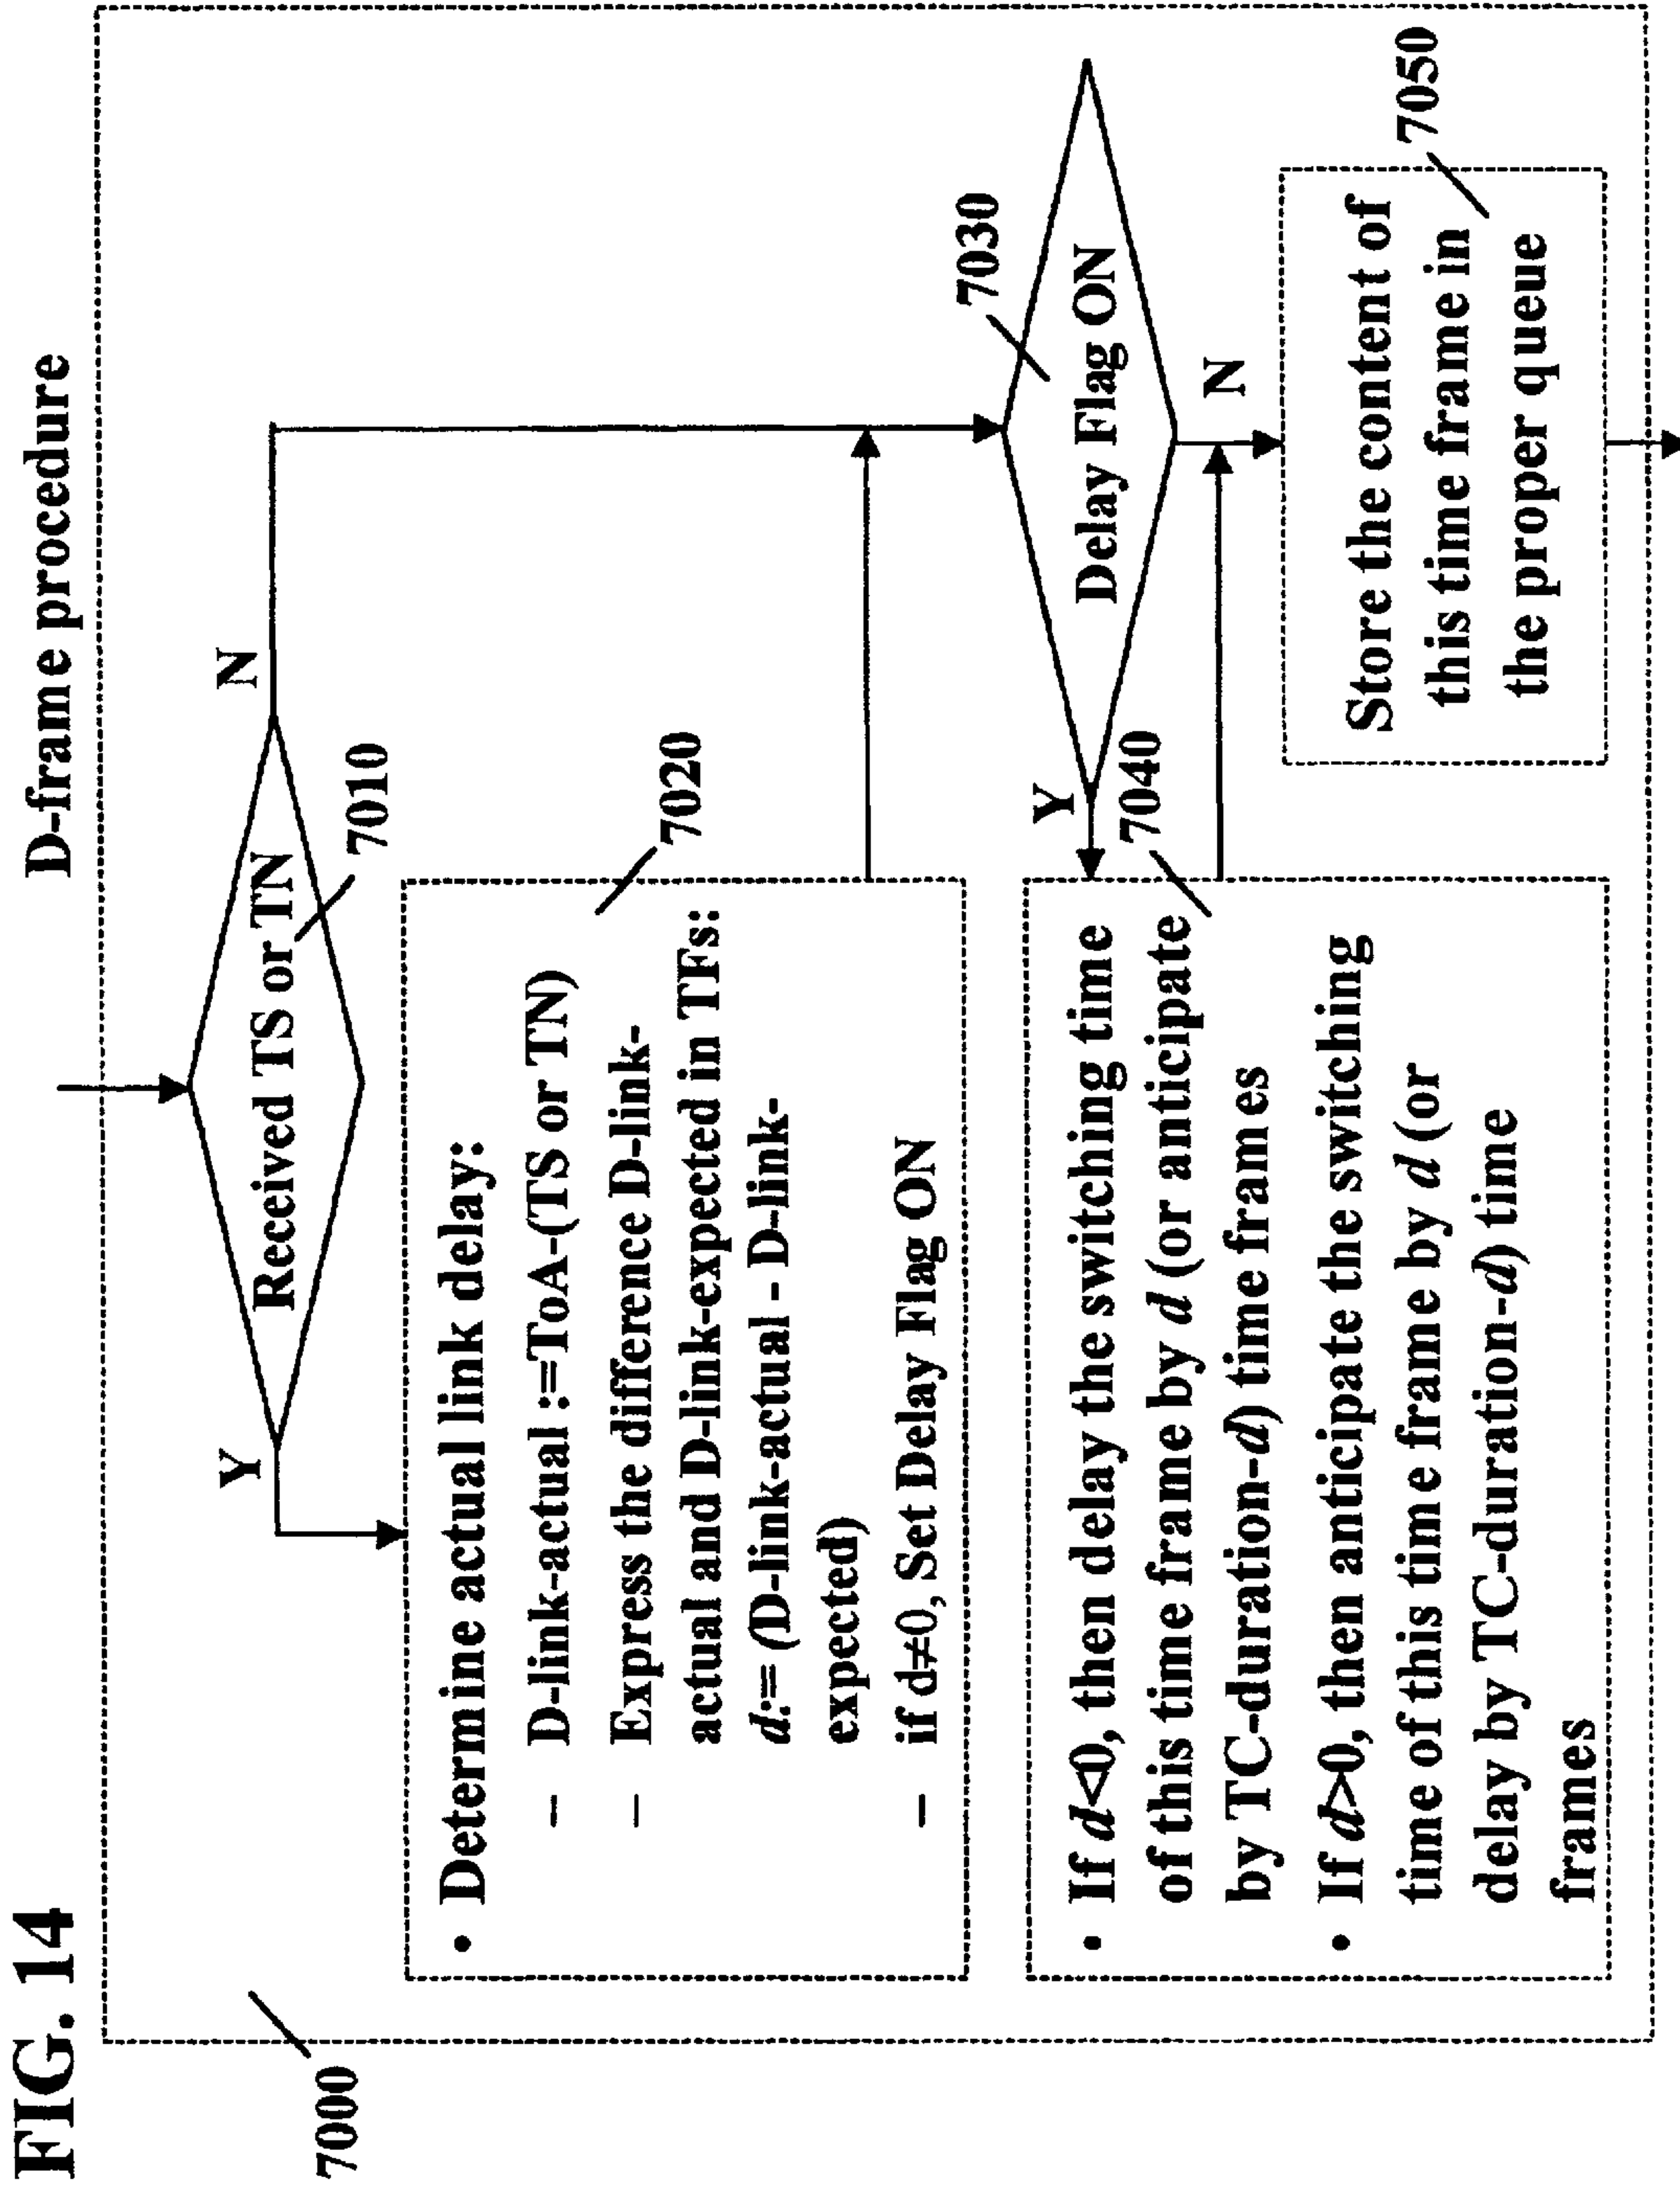 FIG. 14
D-frame procedure
7000
Received TS or TN
7010
Y
N
• Determine actual link delay:
– D-link-actual :=ToA-(TS or TN)
– Express the difference D-link-
actual and D-link-expected in TFs:
d:= (D-link-actual - D-link-
expected)
– if d≠0, Set Delay Flag ON
7020
Delay Flag ON
7030
Y
N
7040
• If d<0, then delay the switching time
of this time frame by d (or anticipate
by TC-duration-d) time frames
• If d>0, then anticipate the switching
time of this time frame by d (or
delay by TC-duration-d) time
frames
Store the content of
this time frame in
the proper queue
7050